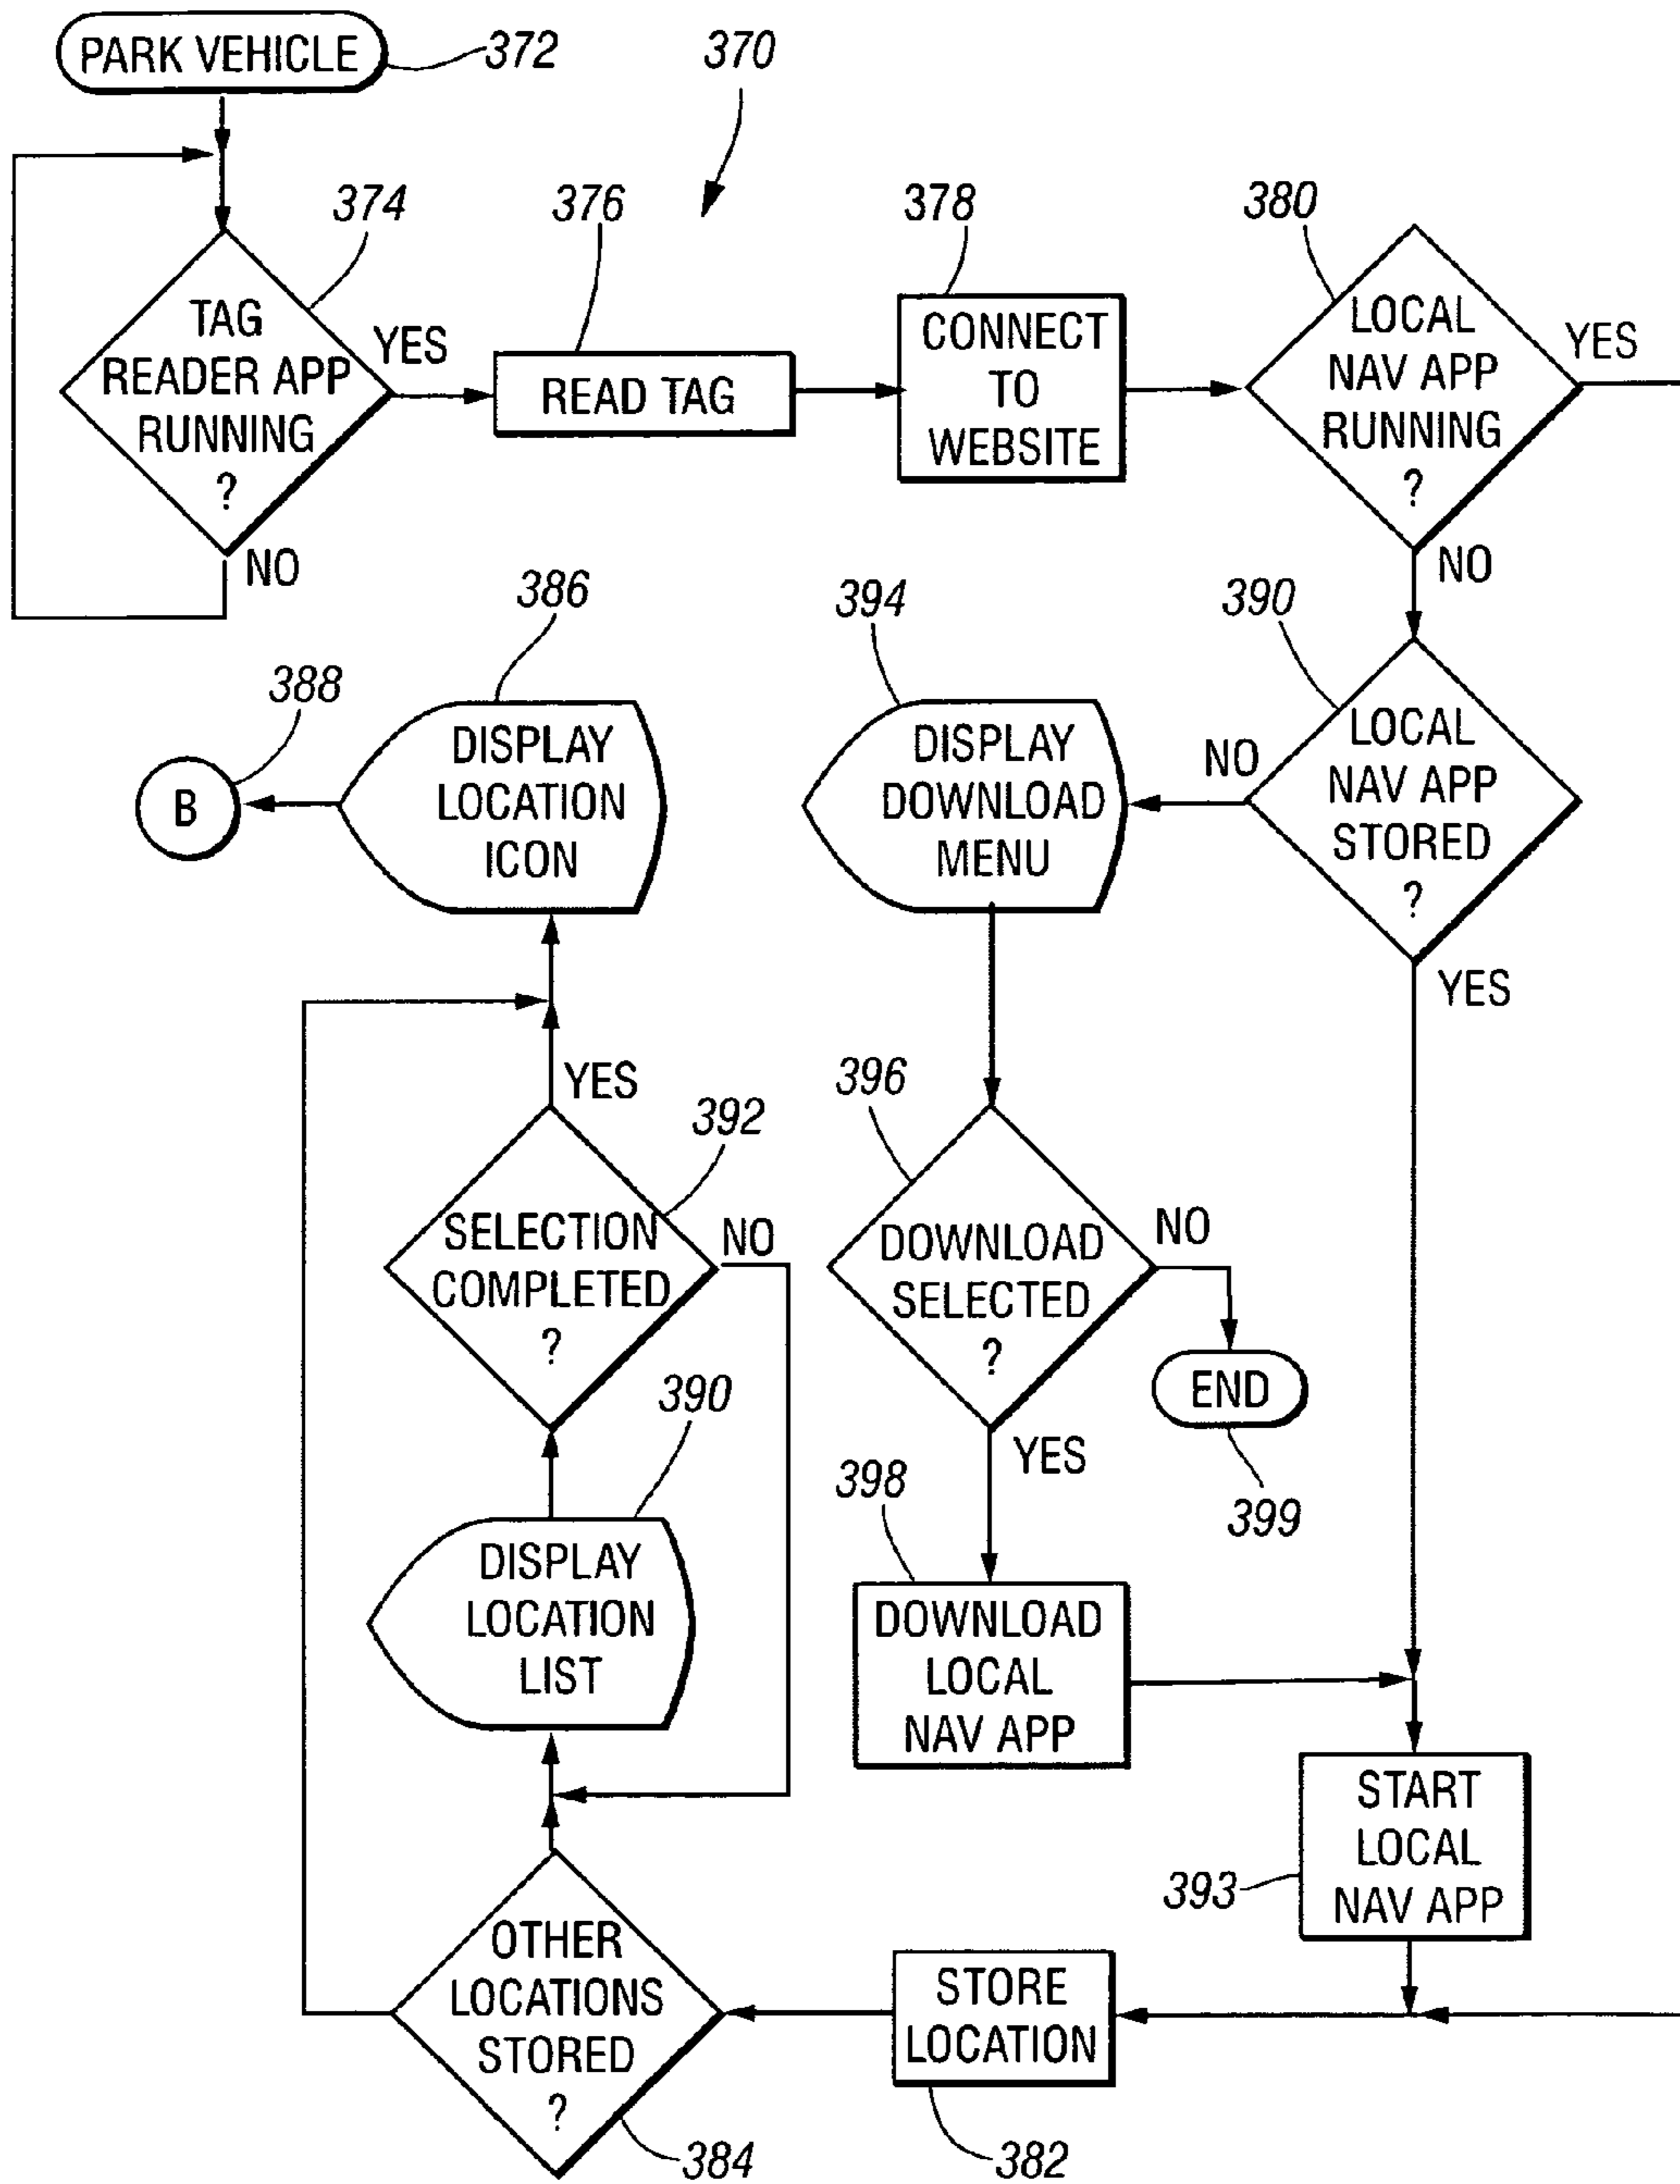 PARK VEHICLE
372
370
374
TAG
READER APP
RUNNING
?
YES
NO
376
READ TAG
378
CONNECT
TO
WEBSITE
380
LOCAL
NAV APP
RUNNING
?
YES
NO
390
LOCAL
NAV APP
STORED
?
NO
YES
394
DISPLAY
DOWNLOAD
MENU
396
DOWNLOAD
SELECTED
?
NO
END
399
YES
398
DOWNLOAD
LOCAL
NAV APP
START
LOCAL
NAV APP
393
STORE
LOCATION
382
OTHER
LOCATIONS
STORED
?
384
DISPLAY
LOCATION
LIST
390
SELECTION
COMPLETED
?
392
NO
YES
386
DISPLAY
LOCATION
ICON
388
B